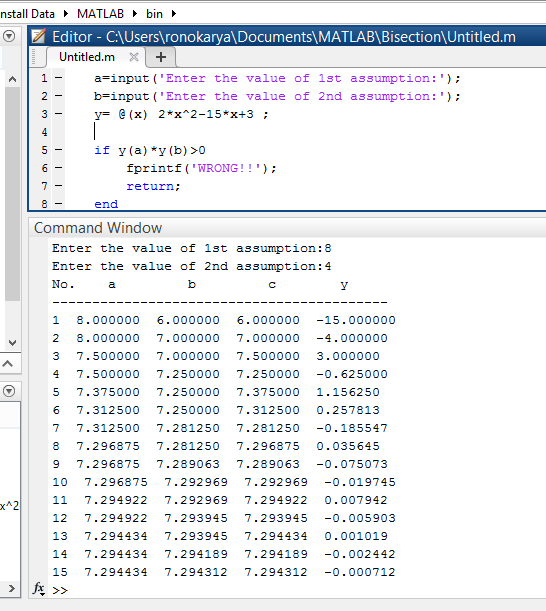 nstall Data ▸ MATLAB ▸ bin ▸
Editor - C:\Users\ronokarya\Documents\MATLAB\Bisection\Untitled.m
Untitled.m
1 – a=input('Enter the value of 1st assumption:');
2 – b=input('Enter the value of 2nd assumption:');
3 – y= @(x) 2*x^2-15*x+3 ;
4
5 – if y(a)*y(b)>0
6 – fprintf('WRONG!!');
7 – return;
8 – end
Command Window
Enter the value of 1st assumption:8
Enter the value of 2nd assumption:4
No. a b c y
------------------------------------------
1 8.000000 6.000000 6.000000 -15.000000
2 8.000000 7.000000 7.000000 -4.000000
3 7.500000 7.000000 7.500000 3.000000
4 7.500000 7.250000 7.250000 -0.625000
5 7.375000 7.250000 7.375000 1.156250
6 7.312500 7.250000 7.312500 0.257813
7 7.312500 7.281250 7.281250 -0.185547
8 7.296875 7.281250 7.296875 0.035645
9 7.296875 7.289063 7.289063 -0.075073
10 7.296875 7.292969 7.292969 -0.019745
11 7.294922 7.292969 7.294922 0.007942
12 7.294922 7.293945 7.293945 -0.005903
13 7.294434 7.293945 7.294434 0.001019
14 7.294434 7.294189 7.294189 -0.002442
15 7.294434 7.294312 7.294312 -0.000712
fx >>
x^2